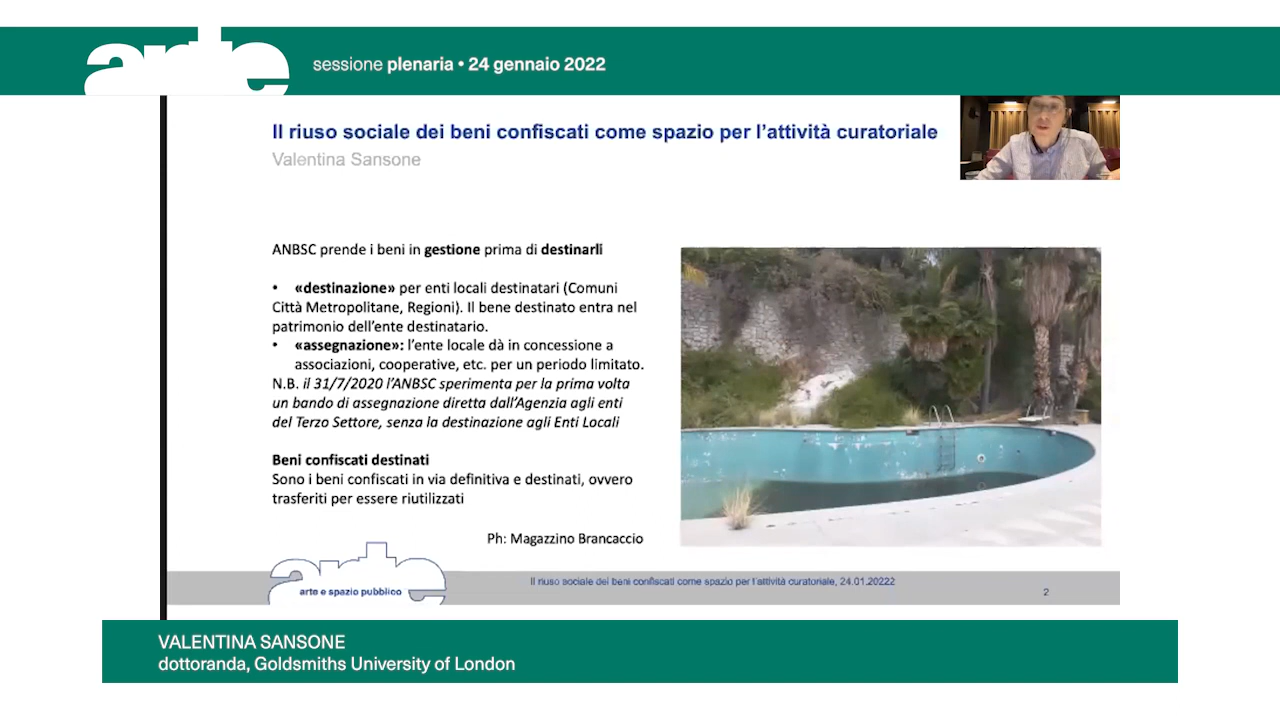 arte
sessione plenaria • 24 gennaio 2022
Il riuso sociale dei beni confiscati come spazio per l'attività curatoriale
Valentina Sansone
ANBSC prende i beni in gestione prima di destinarli
• «destinazione» per enti locali destinatari (Comuni
Città Metropolitane, Regioni). Il bene destinato entra nel
patrimonio dell'ente destinatario.
• «assegnazione»: l'ente locale dà in concessione a
associazioni, cooperative, etc. per un periodo limitato.
N.B. il 31/7/2020 l'ANBSC sperimenta per la prima volta
un bando di assegnazione diretta dall'Agenzia agli enti
del Terzo Settore, senza la destinazione agli Enti Locali
Beni confiscati destinati
Sono i beni confiscati in via definitiva e destinati, ovvero
trasferiti per essere riutilizzati
Ph: Magazzino Brancaccio
arte
arte e spazio pubblico
Il riuso sociale dei beni confiscati come spazio per l'attività curatoriale, 24.01.20222
2
VALENTINA SANSONE
dottoranda, Goldsmiths University of London